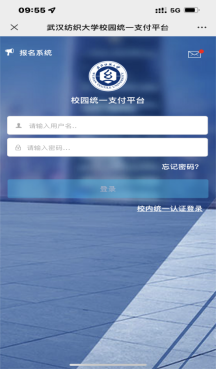 09:55
5G
武汉纺织大学校园统一支付平台
报名系统
校园统一支付平台
请输入用户名...
请输入密码...
忘记密码?
登录
校内统一认证登录